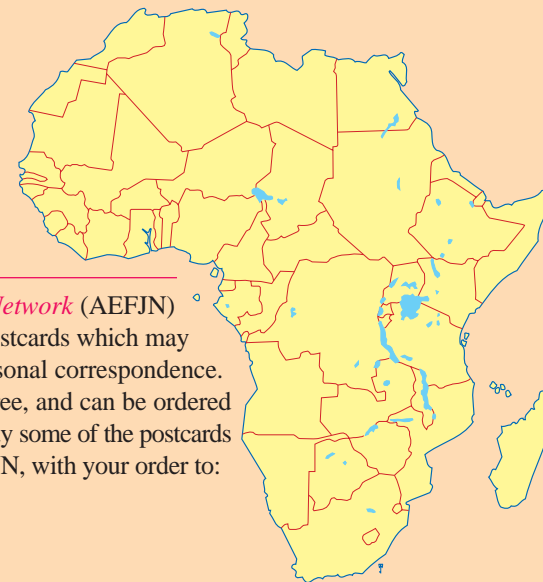 Network (AEFJN)
stcards which may
sonal correspondence.
ree, and can be ordered
y some of the postcards
N, with your order to: